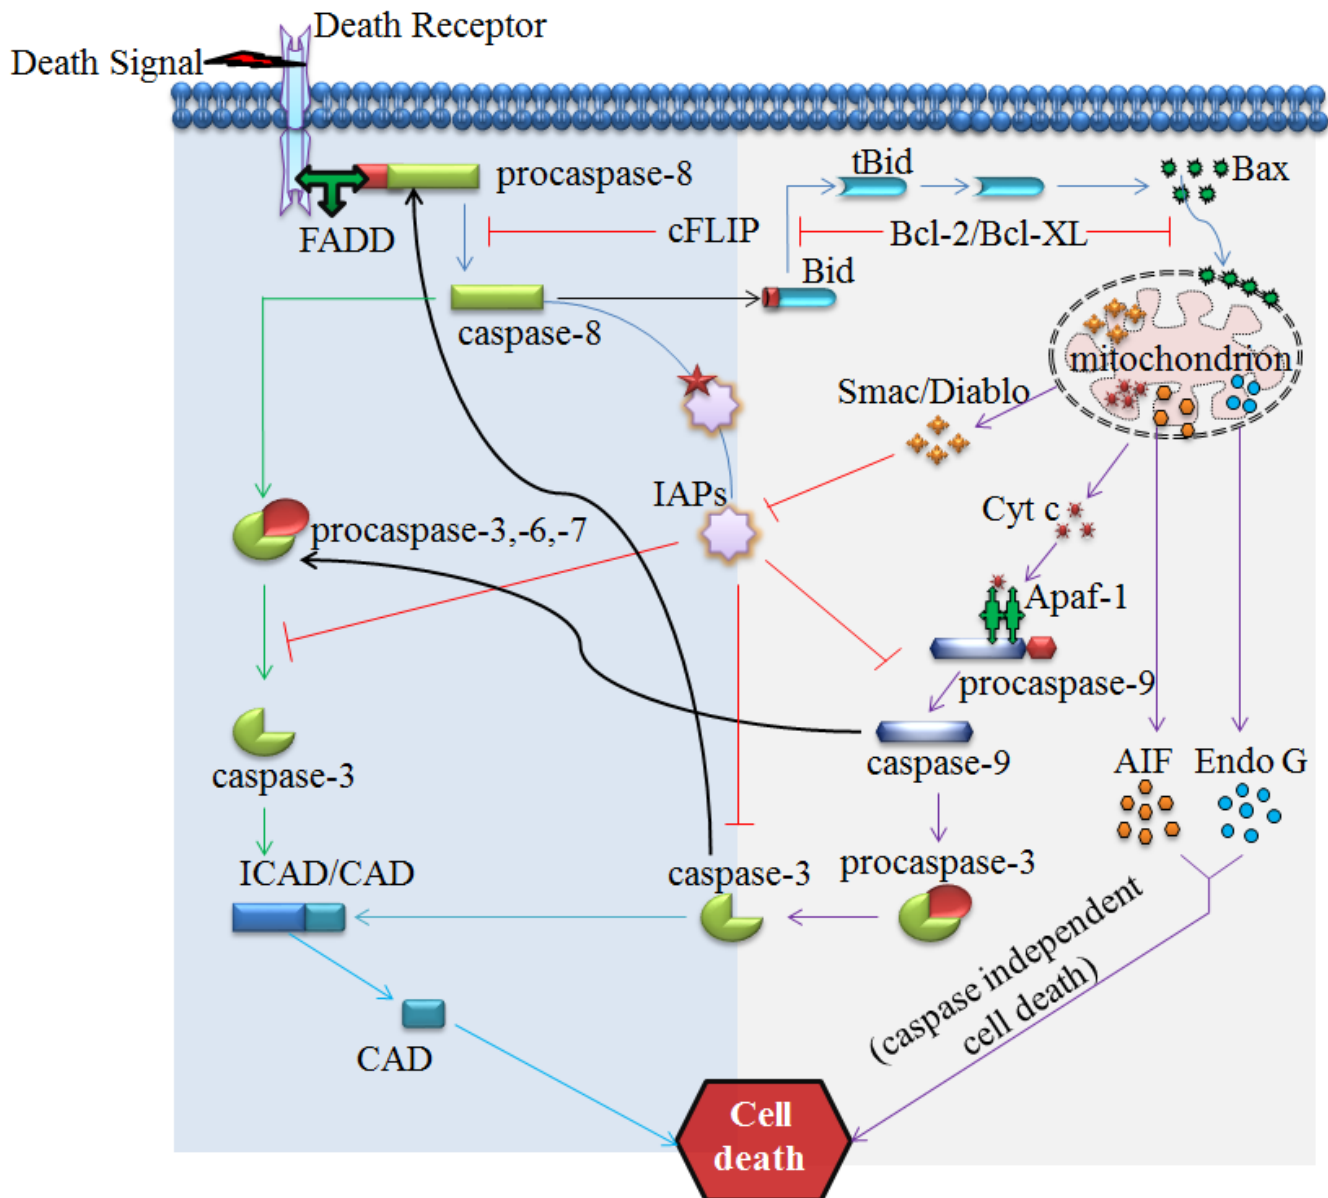 Death Receptor
Death Signal
procaspase-8
tBid
Bax
FADD
cFLIP
Bcl-2/Bcl-XL
Bid
caspase-8
mitochondrion
Smac/Diablo
IAPs
Cyt c
procaspase-3,-6,-7
Apaf-1
procaspase-9
caspase-3
caspase-9
AIF
Endo G
ICAD/CAD
caspase-3
procaspase-3
(caspase independent
cell death)
CAD
Cell
death